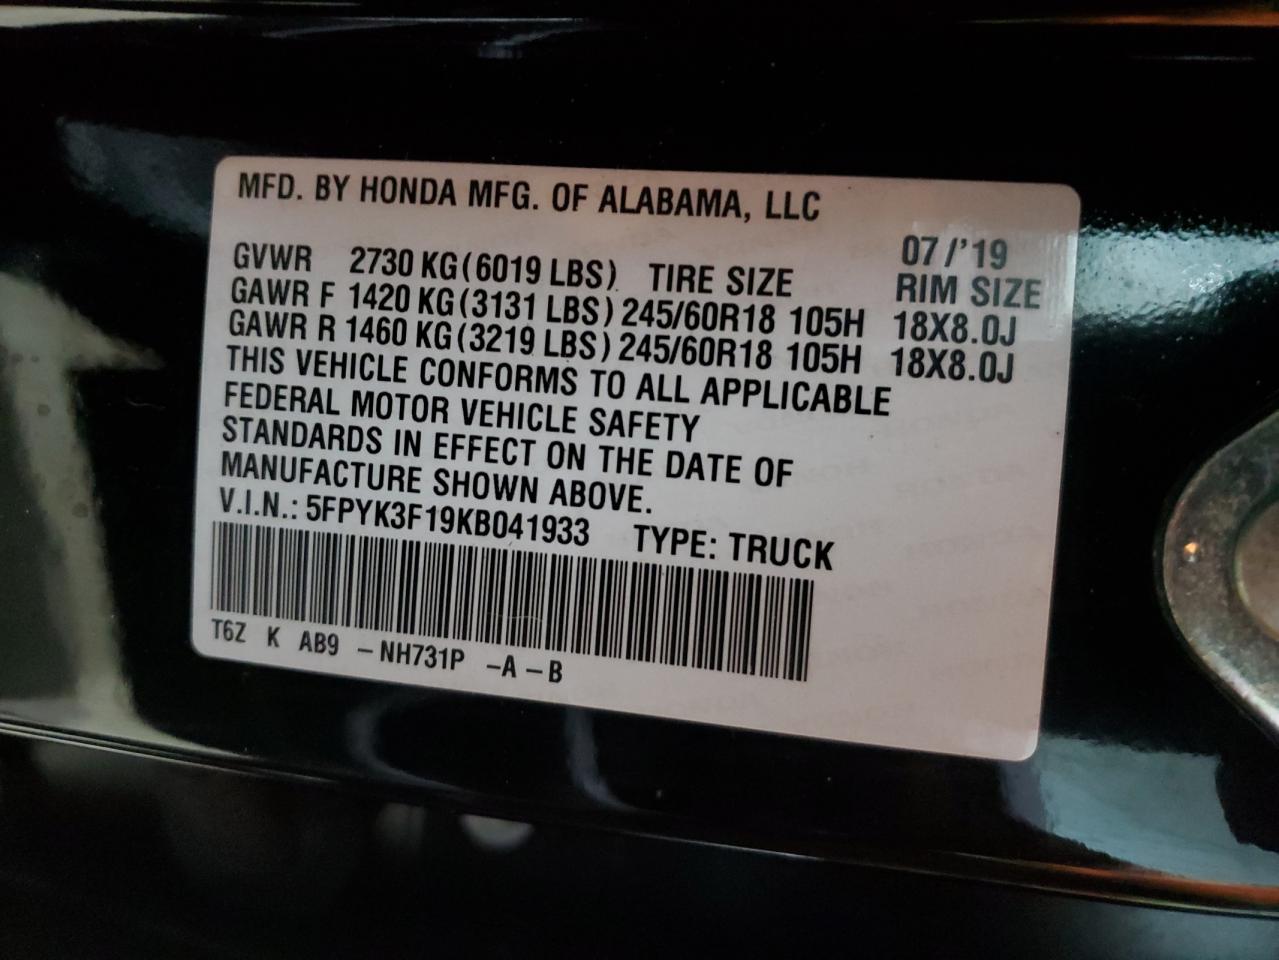 MFD. BY HONDA MFG. OF ALABAMA, LLC
07/'19
GVWR 2730 KG(6019 LBS) TIRE SIZE RIM SIZE
GAWR F 1420 KG(3131 LBS) 245/60R18 105H 18X8.0J
GAWR R 1460 KG(3219 LBS) 245/60R18 105H 18X8.0J
THIS VEHICLE CONFORMS TO ALL APPLICABLE
FEDERAL MOTOR VEHICLE SAFETY
STANDARDS IN EFFECT ON THE DATE OF
MANUFACTURE SHOWN ABOVE.
V.I.N.: 5FPYK3F19KB041933 TYPE: TRUCK
T6Z K AB9 -NH731P -A-B